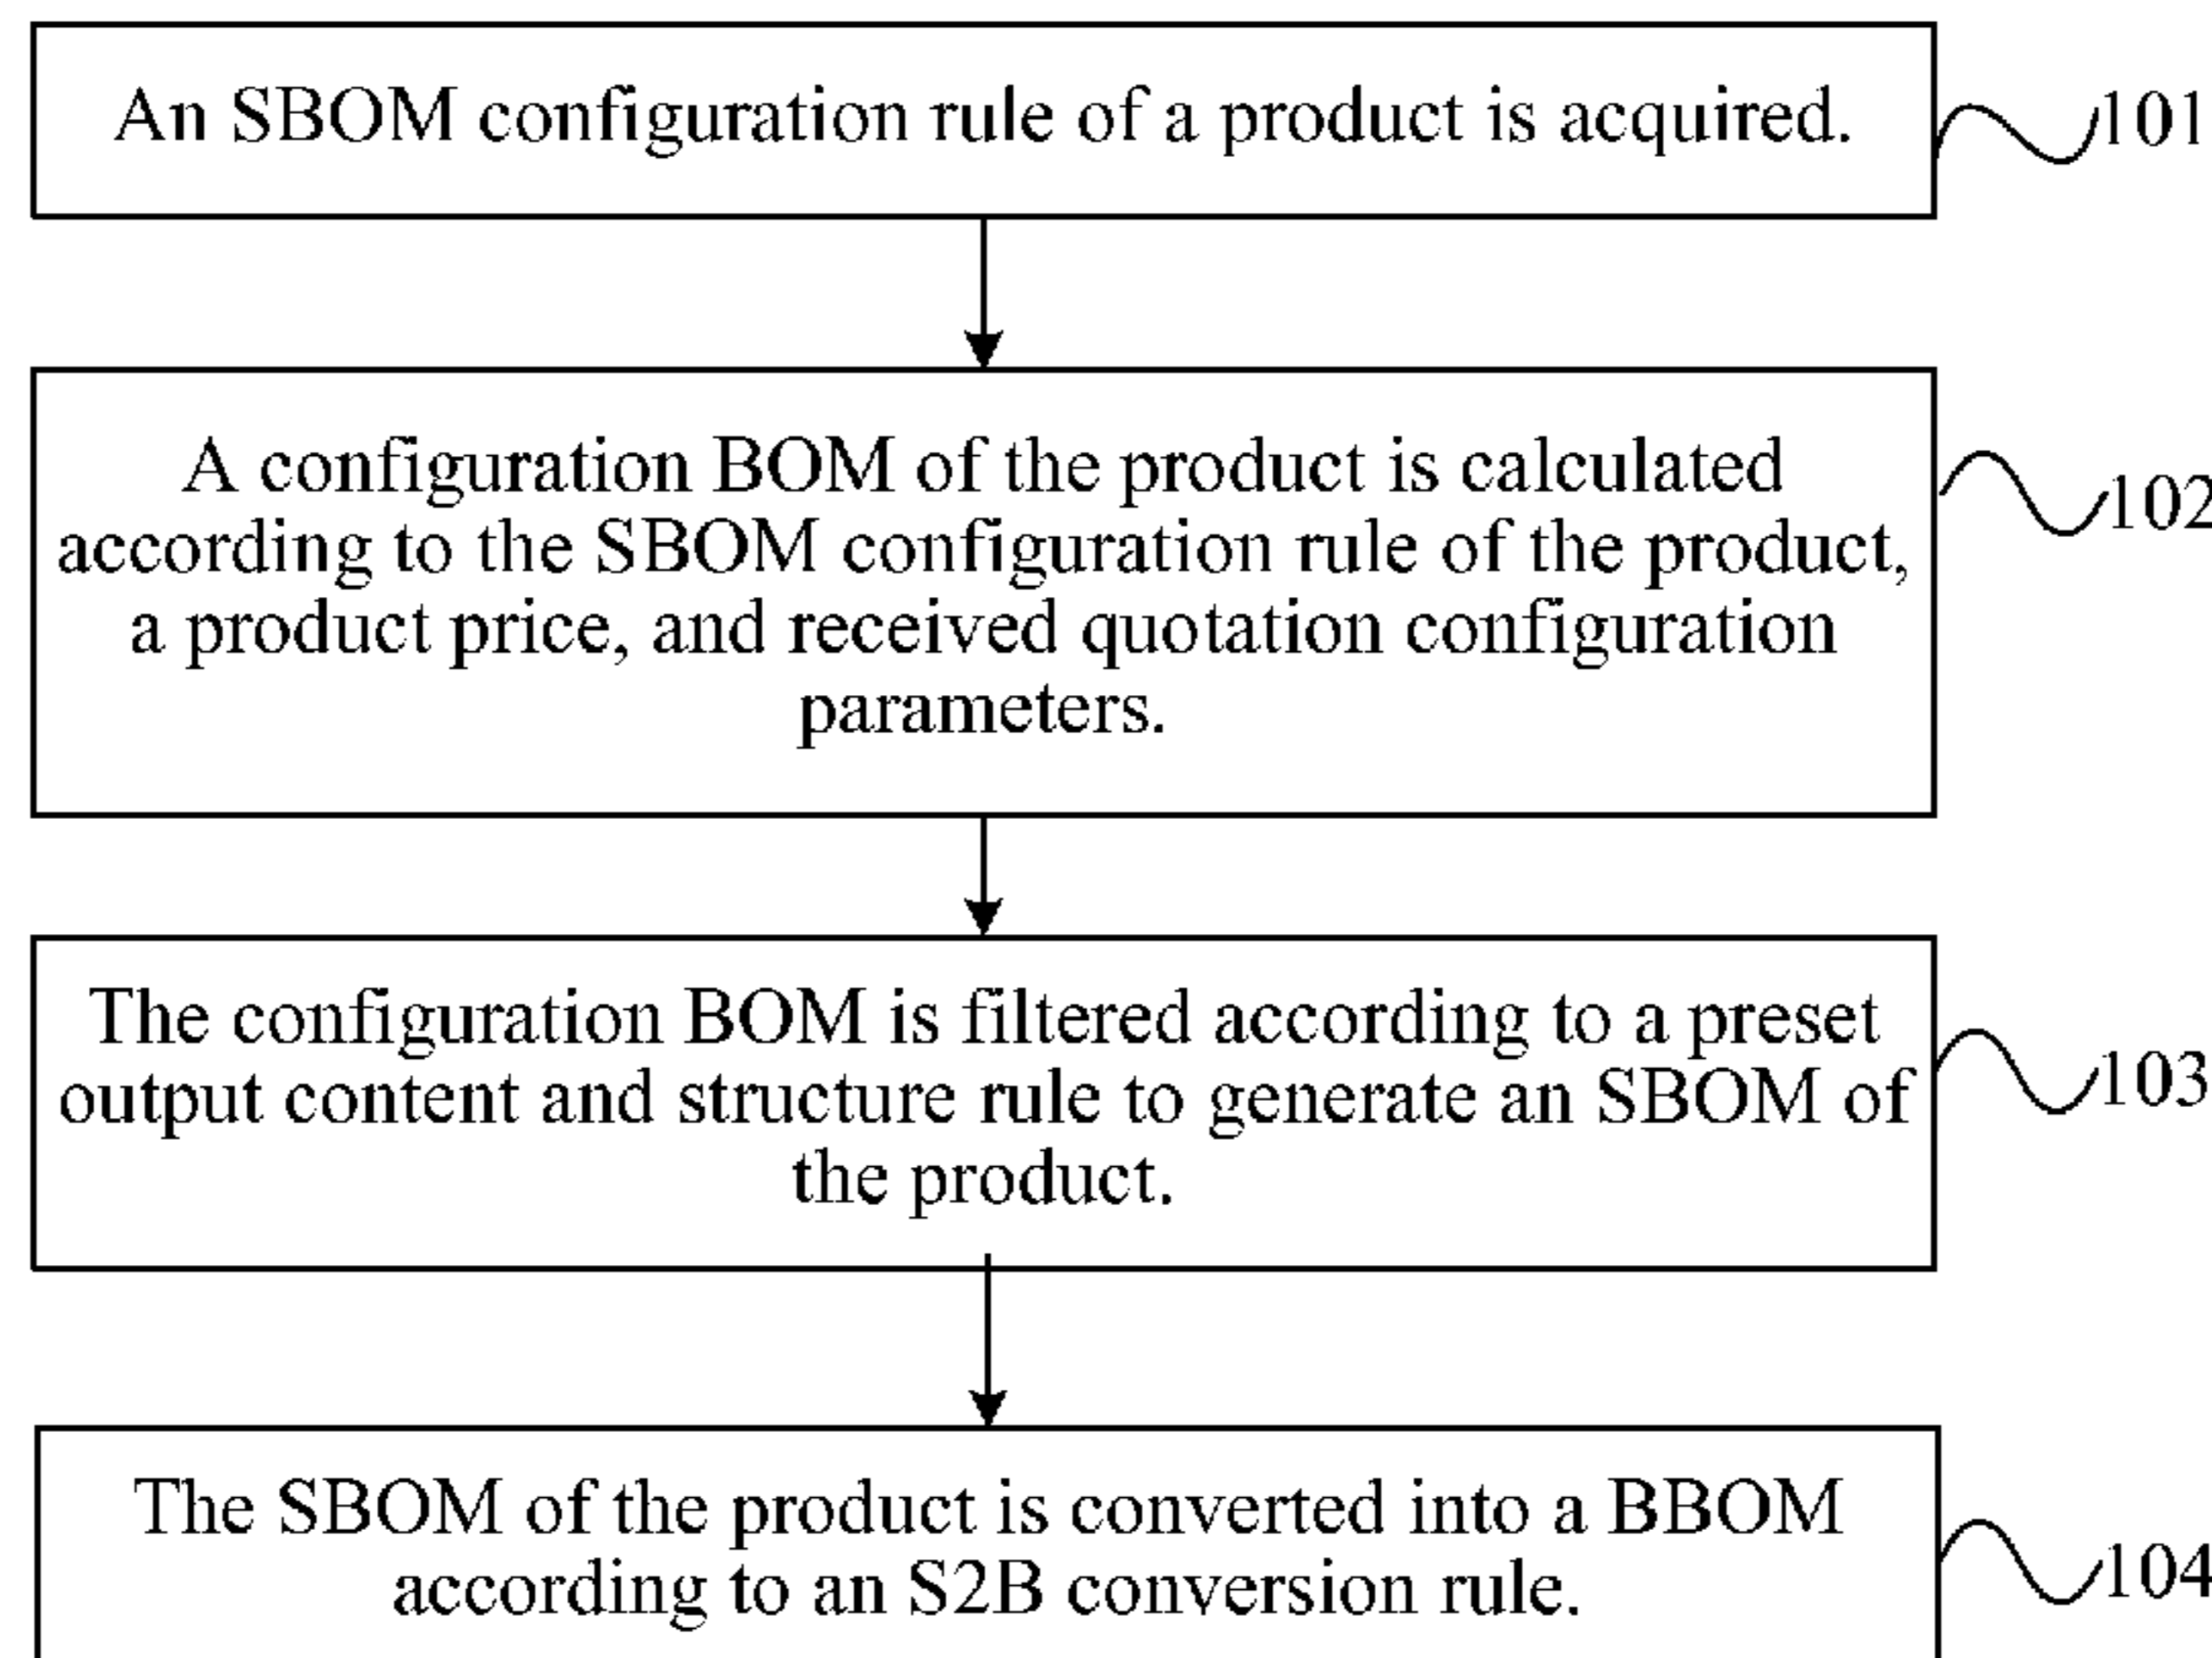 An SBOM configuration rule of a product is acquired.
101
A configuration BOM of the product is calculated
according to the SBOM configuration rule of the product,
a product price, and received quotation configuration
parameters.
102
The configuration BOM is filtered according to a preset
output content and structure rule to generate an SBOM of
the product.
103
The SBOM of the product is converted into a BBOM
according to an S2B conversion rule.
104